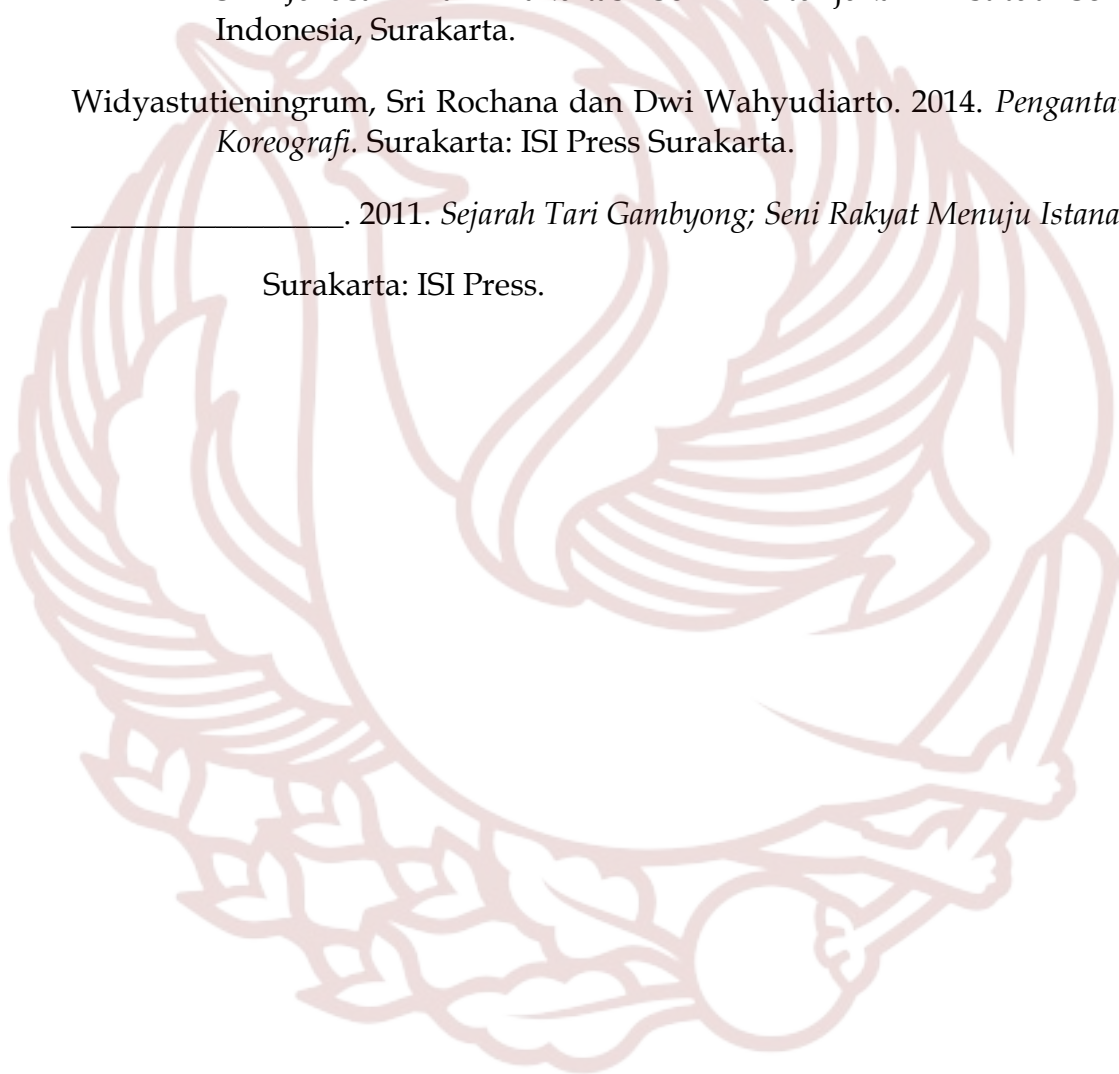 Indonesia, Surakarta.
Widyastutieningrum, Sri Rochana dan Dwi Wahyudiarto. 2014. Pengantar
Koreografi. Surakarta: ISI Press Surakarta.
_________________. 2011. Sejarah Tari Gambyong; Seni Rakyat Menuju Istana
Surakarta: ISI Press.